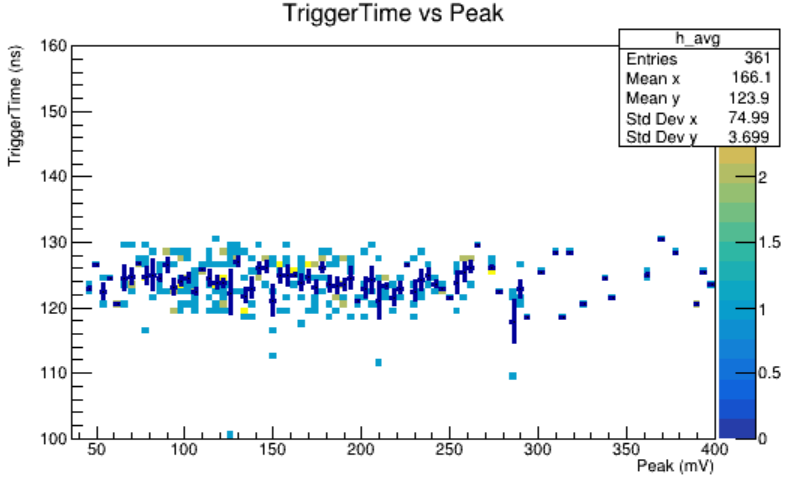 TriggerTime vs Peak
h_avg
Entries 361
Mean x 166.1
Mean y 123.9
Std Dev x 74.99
Std Dev y 3.699
TriggerTime (ns)
160
150
140
130
120
110
100
50 100 150 200 250 300 350 400
Peak (mV)
2
1.5
1
0.5
0